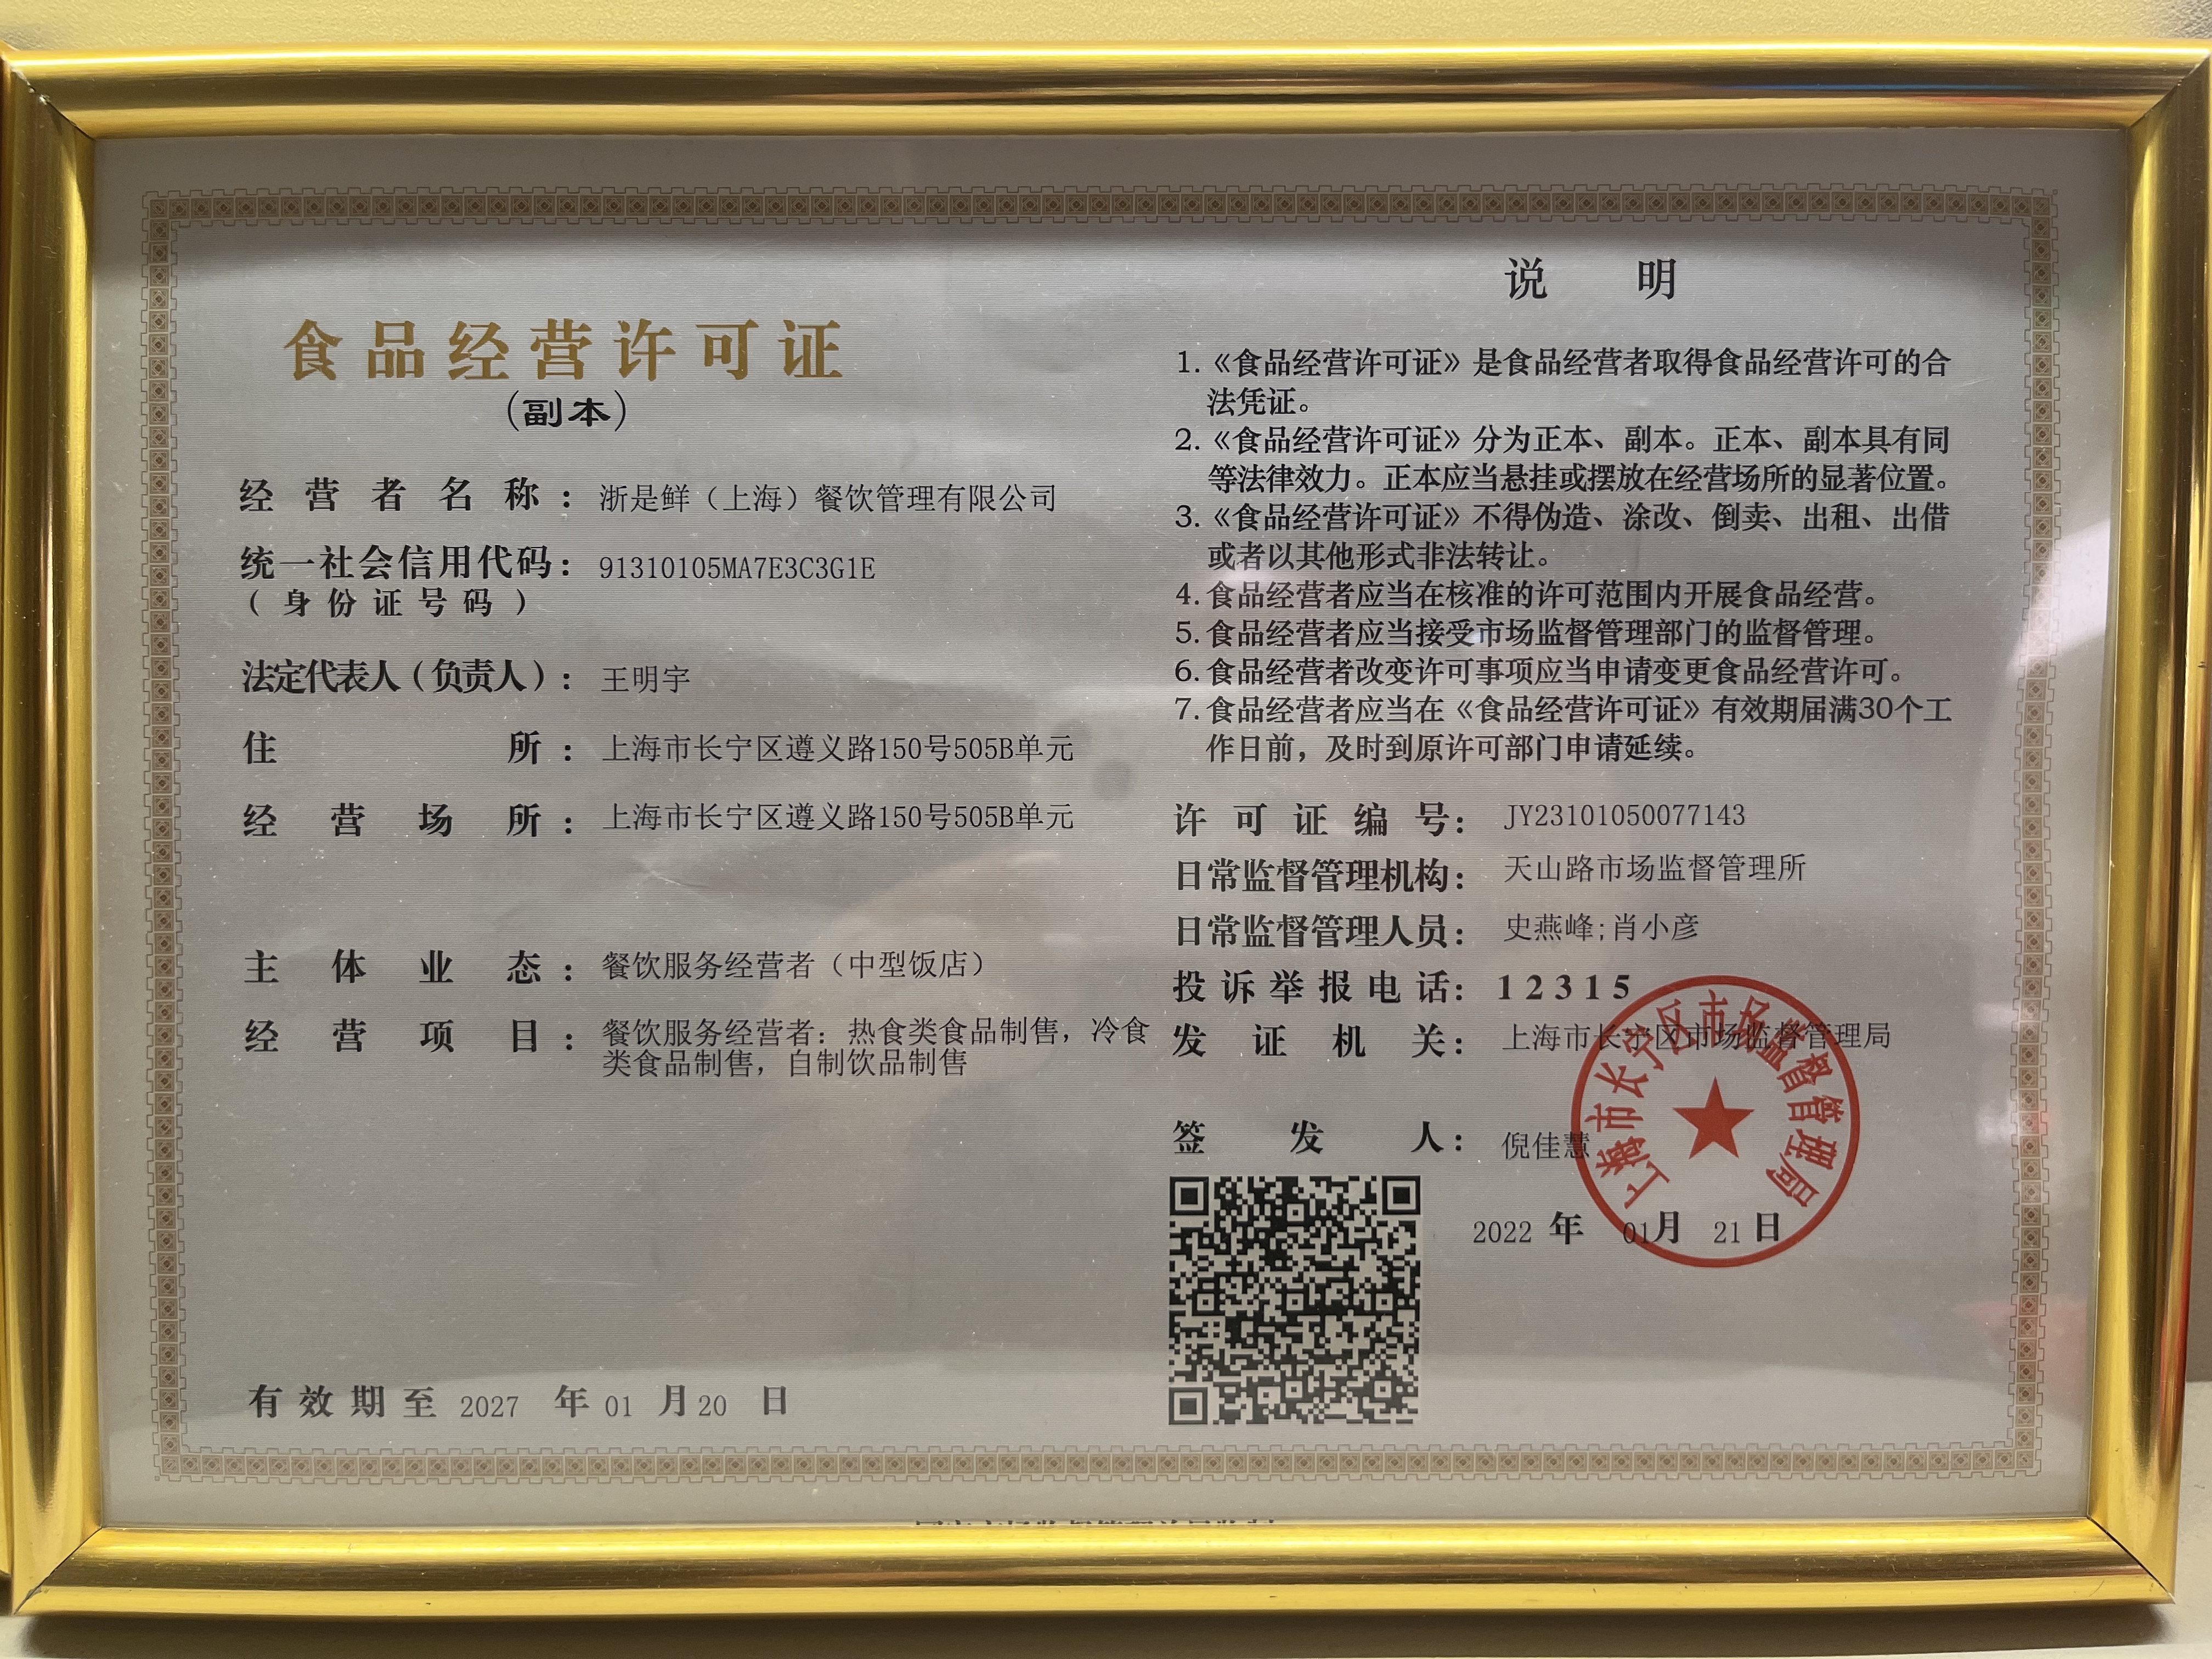 食品经营许可证
（副本）
经营者名称：浙是鲜（上海）餐饮管理有限公司
统一社会信用代码：91310105MA7E3C3G1E
（身份证号码）
法定代表人（负责人）：王明宇
住所：上海市长宁区遵义路150号505B单元
经营场所：上海市长宁区遵义路150号505B单元
主体业态：餐饮服务经营者（中型饭店）
经营项目：餐饮服务经营者：热食类食品制售，冷食
类食品制售，自制饮品制售
有效期至 2027 年 01 月 20 日
说明
1.《食品经营许可证》是食品经营者取得食品经营许可的合
法凭证。
2.《食品经营许可证》分为正本、副本。正本、副本具有同
等法律效力。正本应当悬挂或摆放在经营场所的显著位置。
3.《食品经营许可证》不得伪造、涂改、倒卖、出租、出借
或者以其他形式非法转让。
4.食品经营者应当在核准的许可范围内开展食品经营。
5.食品经营者应当接受市场监督管理部门的监督管理。
6.食品经营者改变许可事项应当申请变更食品经营许可。
7.食品经营者应当在《食品经营许可证》有效期届满30个工
作日前，及时到原许可部门申请延续。
许可证编号：JY23101050077143
日常监督管理机构：天山路市场监督管理所
日常监督管理人员：史燕峰;肖小彦
投诉举报电话：12315
发证机关：上海市长宁区市场监督管理局
签发人：倪佳慧
2022 年 01月 21 日
上海市长宁区市场监督管理局